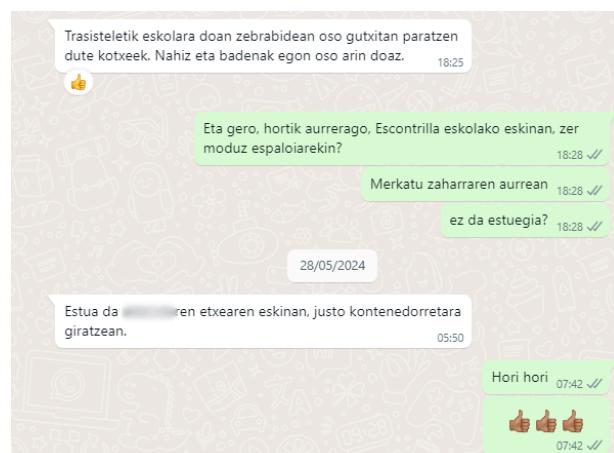 Trasisteletik eskolara doan zebrabidean oso gutxitan paratzen
dute kotxeek. Nahiz eta badenak egon oso arin doaz.
18:25
👍
Eta gero, hortik aurrerago, Escontrilla eskolako eskinan, zer
moduz espaloiarekin?
18:28
Merkatu zaharraren aurrean 18:28
ez da estuegia? 18:28
28/05/2024
Estua da ren etxearen eskinan, justo kontenedorretara
giratzean.
05:50
Hori hori 07:42
👍👍👍
07:42